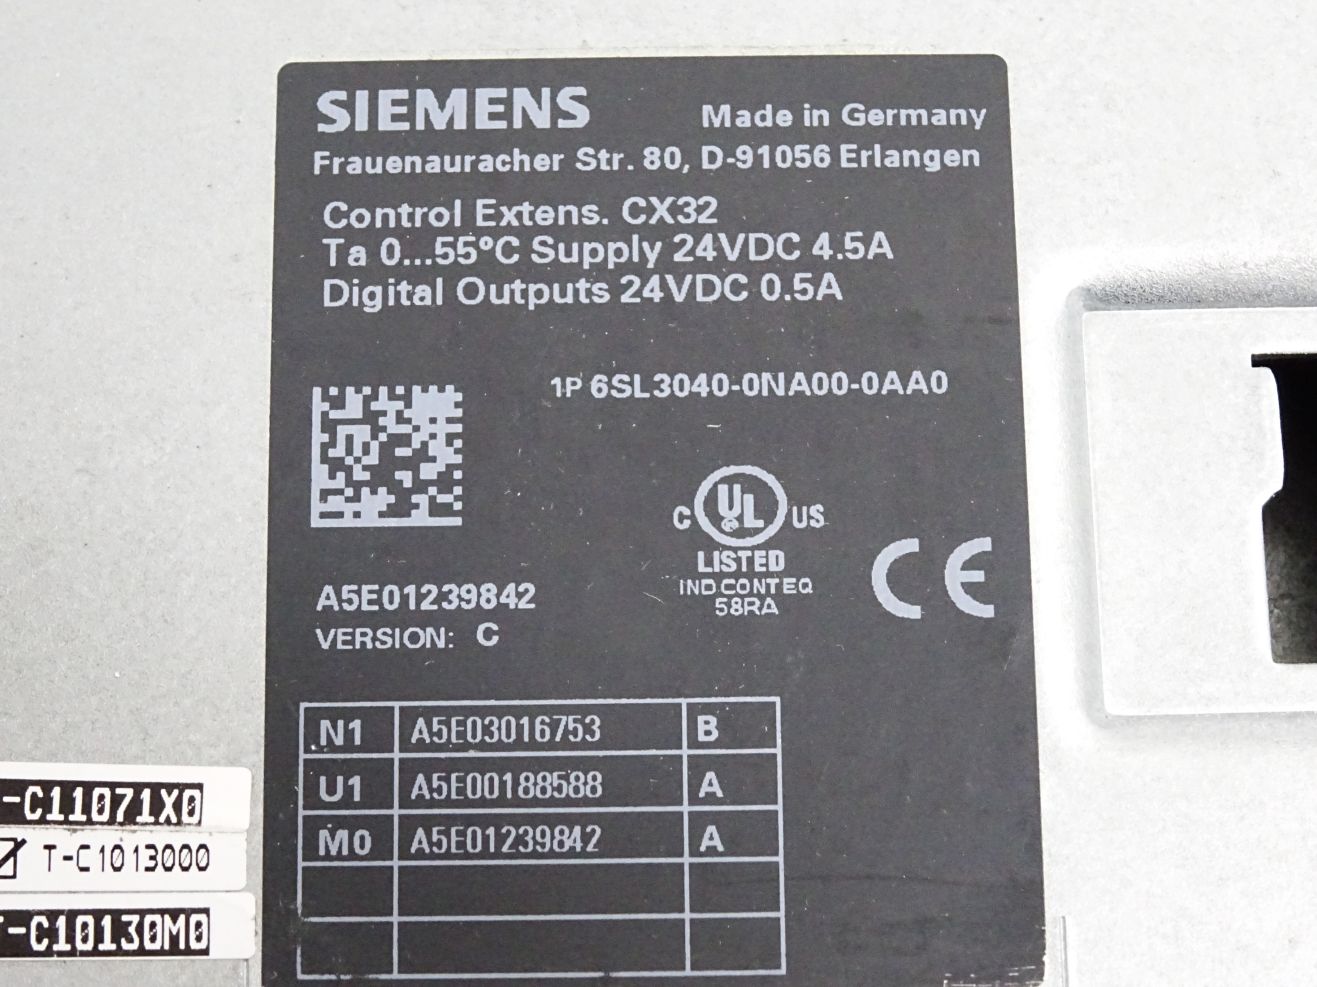 SIEMENS Made in Germany
Frauenauracher Str. 80, D-91056 Erlangen
Control Extens. CX32
Ta 0...55°C Supply 24VDC 4.5A
Digital Outputs 24VDC 0.5A
1P 6SL3040-0NA00-0AA0
C UL US
LISTED
IND CONT EQ
58RA
CE
A5E01239842
VERSION: C
N1 A5E03016753 B
U1 A5E00188588 A
M0 A5E01239842 A
-C11071X0
T-C1013000
T-C10130M0